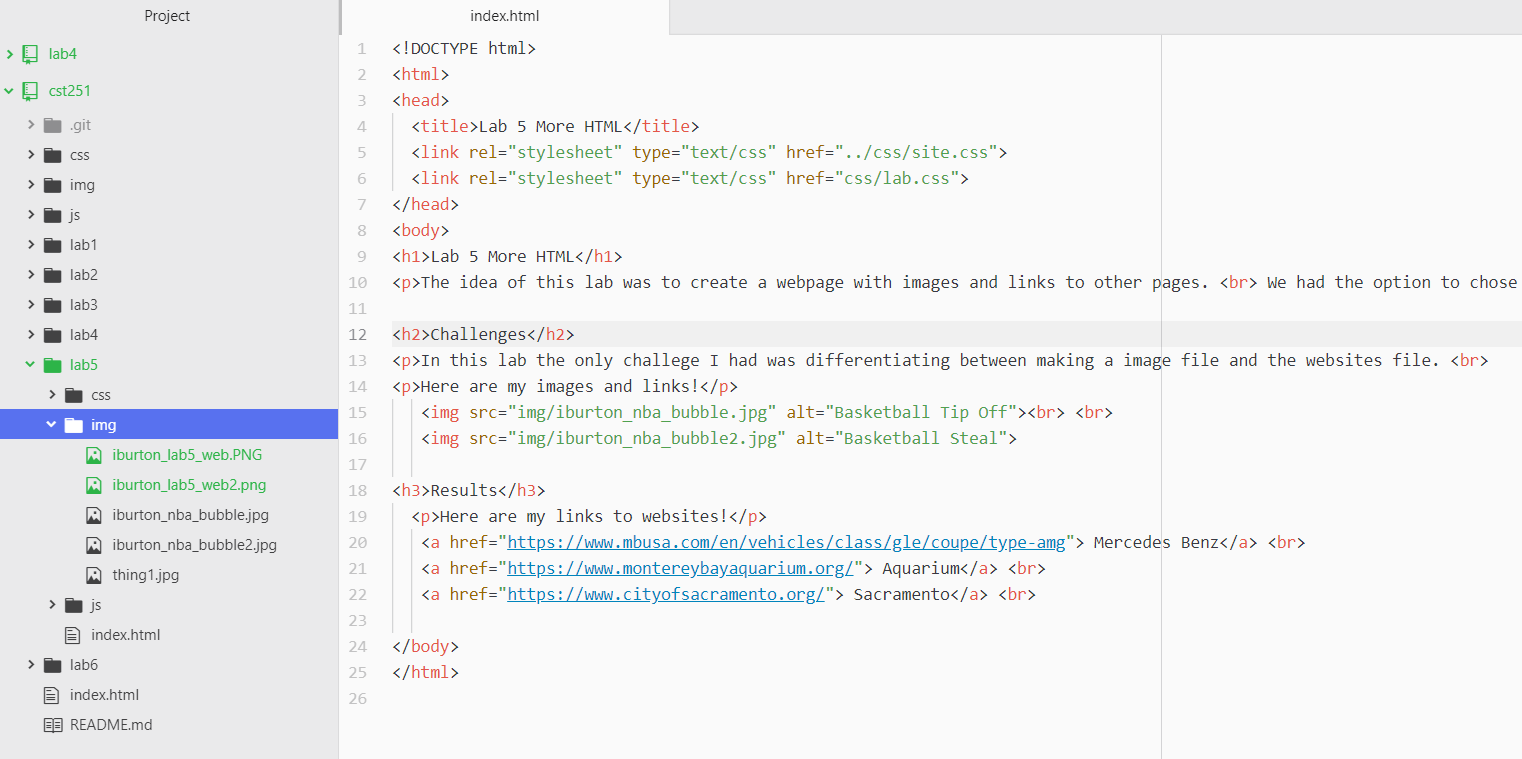 Project
lab4
cst251
.git
css
img
js
lab1
lab2
lab3
lab4
lab5
css
img
iburton_lab5_web.PNG
iburton_lab5_web2.png
iburton_nba_bubble.jpg
iburton_nba_bubble2.jpg
thing1.jpg
js
index.html
lab6
index.html
README.md
index.html
1 <!DOCTYPE html>
2 <html>
3 <head>
4 <title>Lab 5 More HTML</title>
5 <link rel="stylesheet" type="text/css" href="../css/site.css">
6 <link rel="stylesheet" type="text/css" href="css/lab.css">
7 </head>
8 <body>
9 <h1>Lab 5 More HTML</h1>
10 <p>The idea of this lab was to create a webpage with images and links to other pages. <br> We had the option to chose
11
12 <h2>Challenges</h2>
13 <p>In this lab the only challege I had was differentiating between making a image file and the websites file. <br>
14 <p>Here are my images and links!</p>
15 <img src="img/iburton_nba_bubble.jpg" alt="Basketball Tip Off"><br> <br>
16 <img src="img/iburton_nba_bubble2.jpg" alt="Basketball Steal">
17
18 <h3>Results</h3>
19 <p>Here are my links to websites!</p>
20 <a href="https://www.mbusa.com/en/vehicles/class/gle/coupe/type-amg"> Mercedes Benz</a> <br>
21 <a href="https://www.montereybayaquarium.org/"> Aquarium</a> <br>
22 <a href="https://www.cityofsacramento.org/"> Sacramento</a> <br>
23
24 </body>
25 </html>
26